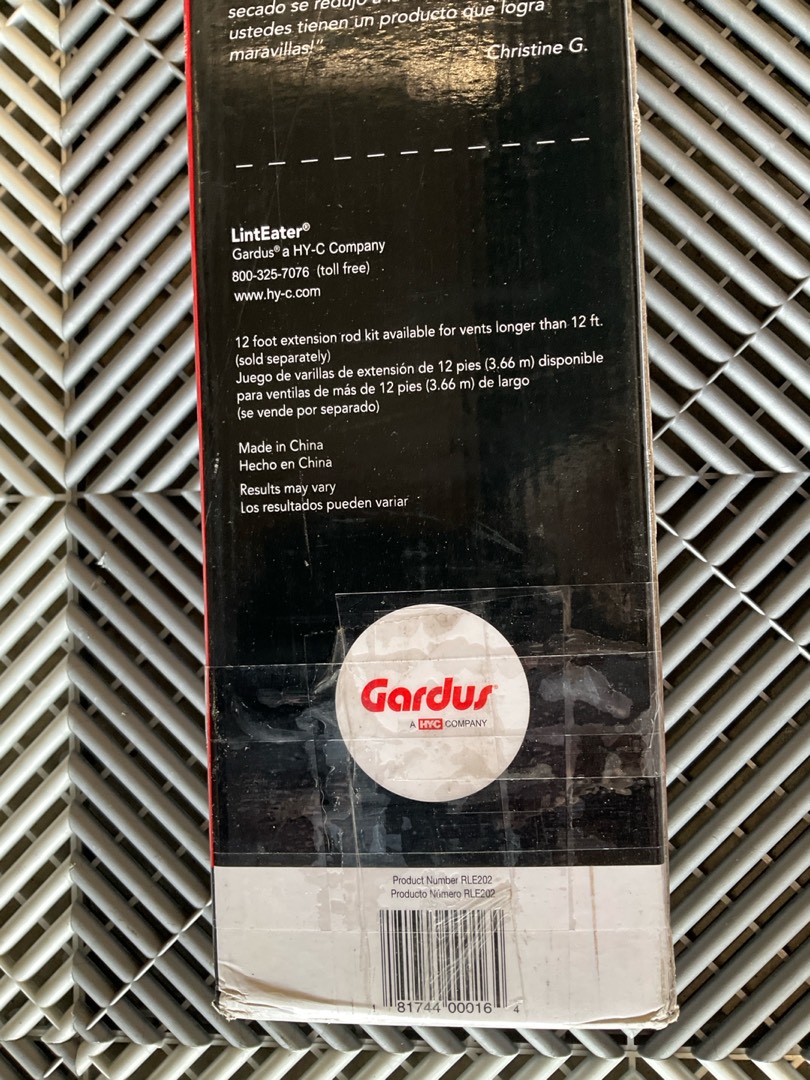 secado se redujo a la
ustedes tienen un producto que logra
maravillas!"
Christine G.
LintEater®
Gardus® a HY-C Company
800-325-7076 (toll free)
www.hy-c.com
12 foot extension rod kit available for vents longer than 12 ft.
(sold separately)
Juego de varillas de extensión de 12 pies (3.66 m) disponible
para ventilas de más de 12 pies (3.66 m) de largo
(se vende por separado)
Made in China
Hecho en China
Results may vary
Los resultados pueden variar
Gardus®
A HY-C COMPANY
Product Number RLE202
Producto Número RLE202
1 81744 00016 4